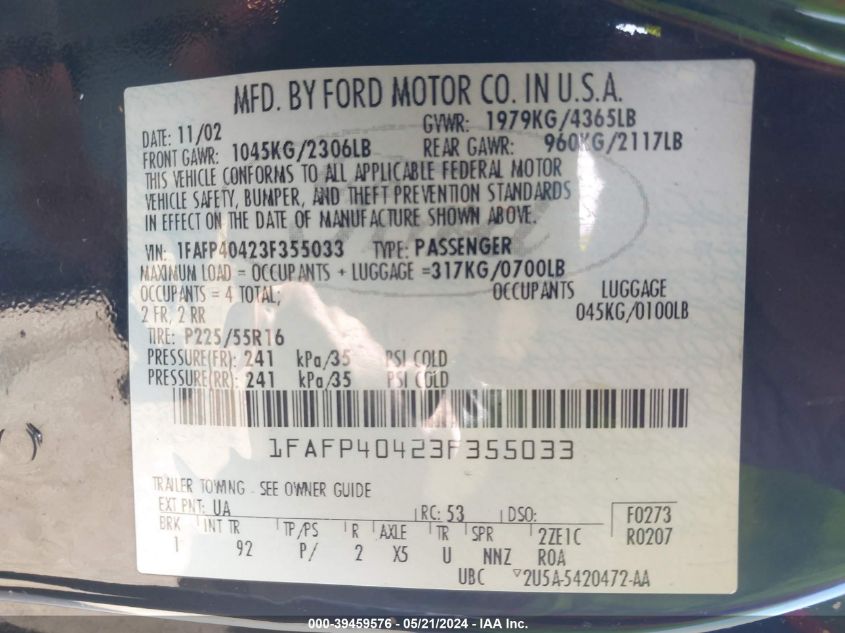 MFD. BY FORD MOTOR CO. IN U.S.A.
DATE: 11/02 GVWR: 1979KG/4365LB
FRONT GAWR: 1045KG/2306LB REAR GAWR: 960KG/2117LB
THIS VEHICLE CONFORMS TO ALL APPLICABLE FEDERAL MOTOR
VEHICLE SAFETY, BUMPER, AND THEFT PREVENTION STANDARDS
IN EFFECT ON THE DATE OF MANUFACTURE SHOWN ABOVE.
VIN: 1FAFP40423F355033 TYPE: PASSENGER
MAXIMUM LOAD = OCCUPANTS + LUGGAGE =317KG/0700LB
OCCUPANTS = 4 TOTAL; OCCUPANTS LUGGAGE
2 FR, 2 RR 045KG/0100LB
TIRE: P225/55R16
PRESSURE(FR): 241 kPa/35 PSI COLD
PRESSURE(RR): 241 kPa/35 PSI COLD
1FAFP40423F355033
TRAILER TOWING - SEE OWNER GUIDE
EXT PNT: UA RC: 53 DSO: F0273
BRK INT TR TP/PS R AXLE TR SPR 2ZE1C R0207
1 92 P/ 2 X5 U NNZ ROA
UBC ▽2U5A-5420472-AA
000-39459576 - 05/21/2024 - IAA Inc.